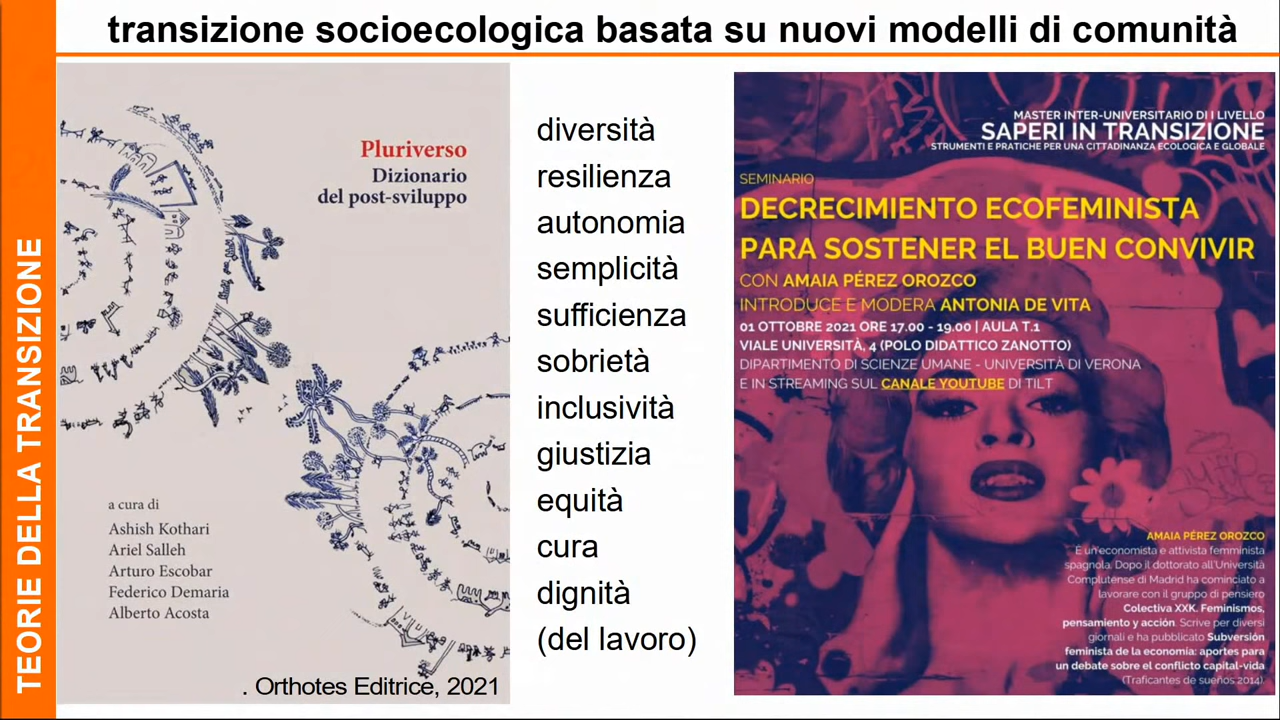 transizione socioecologica basata su nuovi modelli di comunità
TEORIE DELLA TRANSIZIONE
Pluriverso
Dizionario
del post-sviluppo
a cura di
Ashish Kothari
Ariel Salleh
Arturo Escobar
Federico Demaria
Alberto Acosta
. Orthotes Editrice, 2021
diversità
resilienza
autonomia
semplicità
sufficienza
sobrietà
inclusività
giustizia
equità
cura
dignità
(del lavoro)
MASTER INTER-UNIVERSITARIO DI I LIVELLO
SAPERI IN TRANSIZIONE
STRUMENTI E PRATICHE PER UNA CITTADINANZA ECOLOGICA E GLOBALE
SEMINARIO
DECRECIMIENTO ECOFEMINISTA
PARA SOSTENER EL BUEN CONVIVIR
CON AMAIA PÉREZ OROZCO
INTRODUCE E MODERA ANTONIA DE VITA
01 OTTOBRE 2021 ORE 17.00 - 19.00 | AULA T.1
VIALE UNIVERSITÀ, 4 (POLO DIDATTICO ZANOTTO)
DIPARTIMENTO DI SCIENZE UMANE - UNIVERSITÀ DI VERONA
E IN STREAMING SUL CANALE YOUTUBE DI TILT
AMAIA PÉREZ OROZCO
È un'economista e attivista femminista
spagnola. Dopo il dottorato all'Università
Complutense di Madrid ha cominciato a
lavorare con il gruppo di pensiero
Colectiva XXK. Feminismos,
pensamiento y acción. Scrive per diversi
giornali e ha pubblicato Subversión
feminista de la economía: aportes para
un debate sobre el conflicto capital-vida
(Traficantes de sueños 2014).